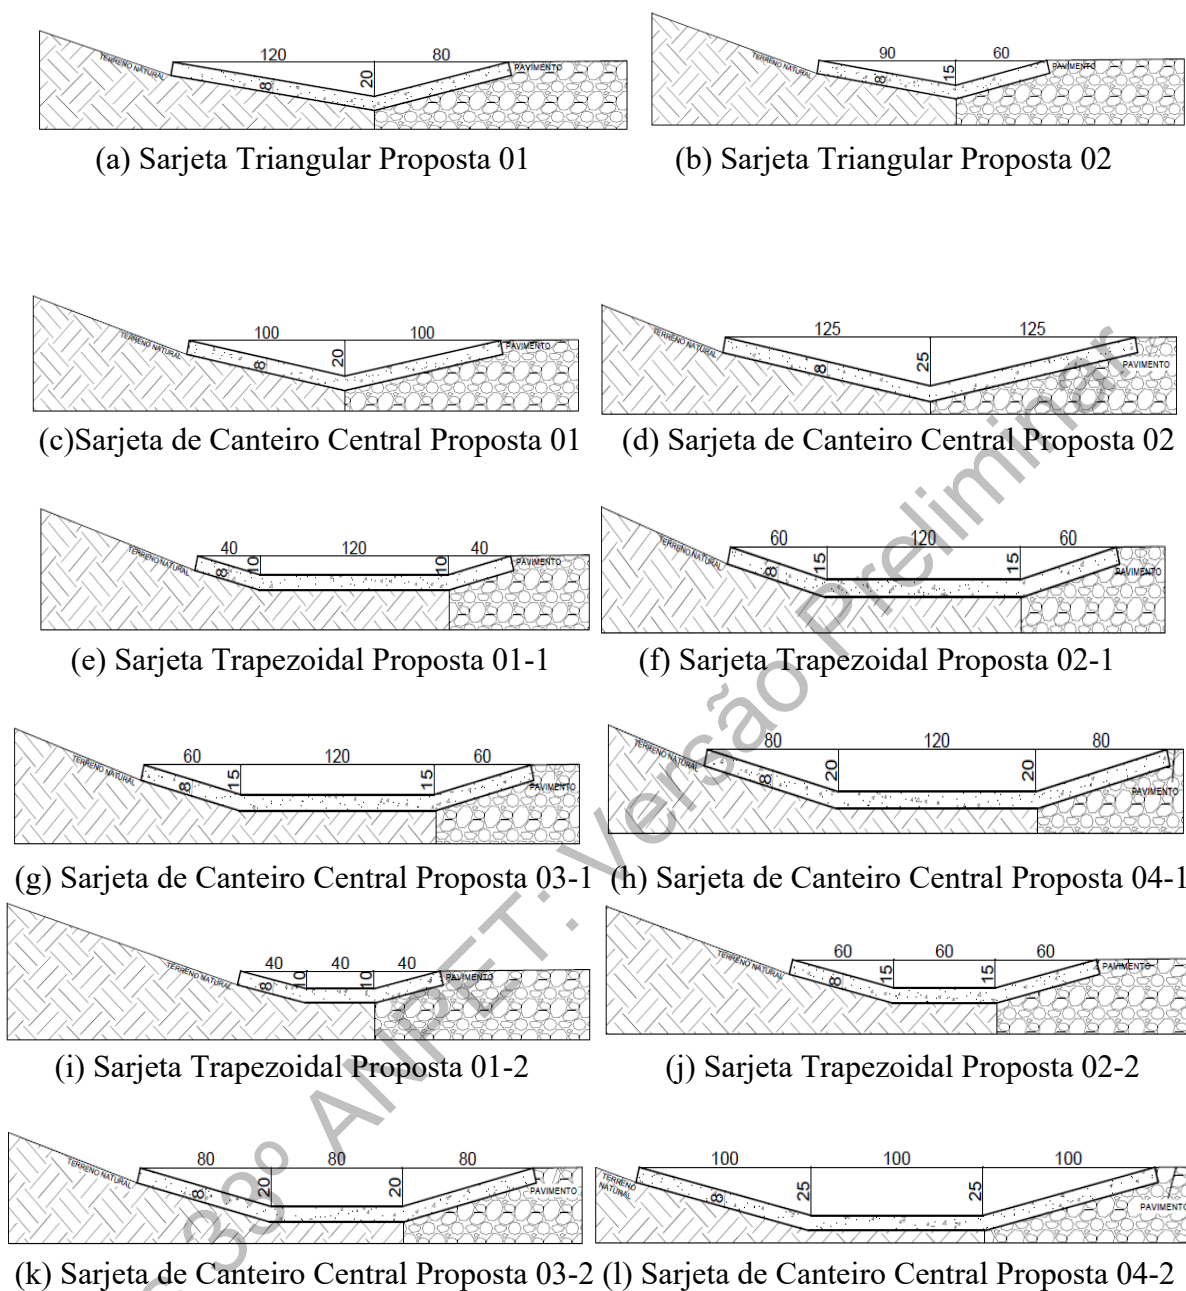 120 80
TERRENO NATURAL 8 20 PAVIMENTO
(a) Sarjeta Triangular Proposta 01
90 60
TERRENO NATURAL 8 15 PAVIMENTO
(b) Sarjeta Triangular Proposta 02
100 100
TERRENO NATURAL 8 20 PAVIMENTO
(c)Sarjeta de Canteiro Central Proposta 01
125 125
TERRENO NATURAL 8 25 PAVIMENTO
(d) Sarjeta de Canteiro Central Proposta 02
40 120 40
TERRENO NATURAL 8 10 10 PAVIMENTO
(e) Sarjeta Trapezoidal Proposta 01-1
60 120 60
TERRENO NATURAL 8 15 15 PAVIMENTO
(f) Sarjeta Trapezoidal Proposta 02-1
60 120 60
TERRENO NATURAL 8 15 15 PAVIMENTO
(g) Sarjeta de Canteiro Central Proposta 03-1
80 120 80
TERRENO NATURAL 8 20 20 PAVIMENTO
(h) Sarjeta de Canteiro Central Proposta 04-1
40 40 40
TERRENO NATURAL 8 10 10 PAVIMENTO
(i) Sarjeta Trapezoidal Proposta 01-2
60 60 60
TERRENO NATURAL 8 15 15 PAVIMENTO
(j) Sarjeta Trapezoidal Proposta 02-2
80 80 80
TERRENO NATURAL 8 20 20 PAVIMENTO
(k) Sarjeta de Canteiro Central Proposta 03-2
100 100 100
TERRENO
NATURAL 8 25 25 PAVIMENTO
(l) Sarjeta de Canteiro Central Proposta 04-2
33º ANPET: Versão Preliminar